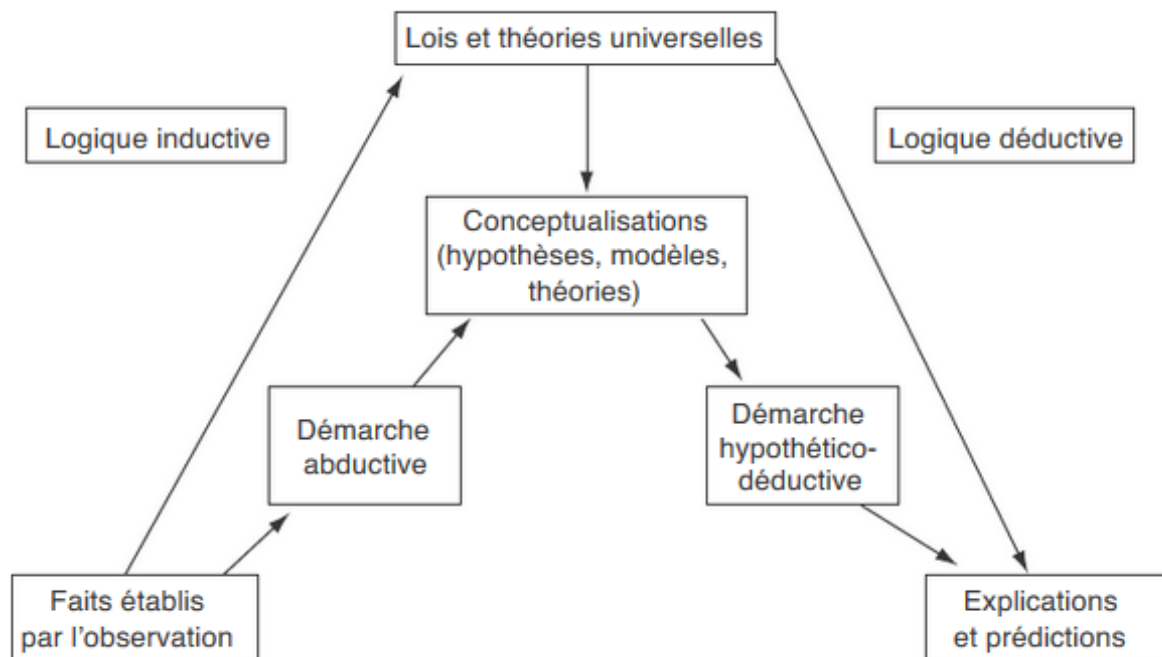 Lois et théories universelles
Logique inductive
Logique déductive
Conceptualisations
(hypothèses, modèles,
théories)
Démarche
abductive
Démarche
hypothético-
déductive
Faits établis
par l'observation
Explications
et prédictions